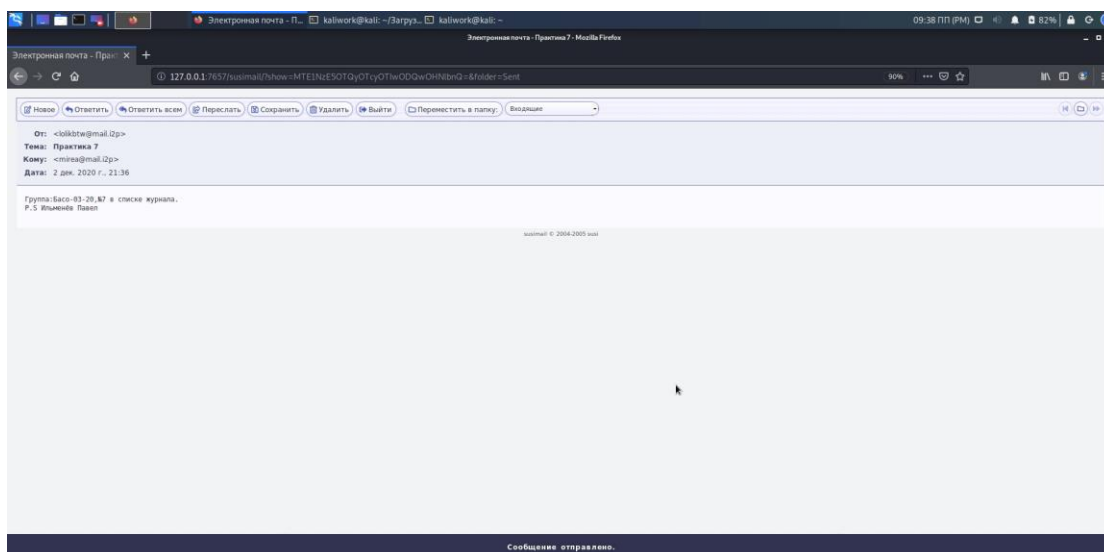 Электронная почта - П... kaliwork@kali: ~/Загруз... kaliwork@kali: ~ 09:38 ПП (PM) 82%
Электронная почта - Практика 7 - Mozilla Firefox
Электронная почта - Прак
127.0.0.1:7657/susimail/?show= &folder=Sent 90%
Новое Ответить Ответить всем Переслать Сохранить Удалить Выйти Переместить в папку: Входящие
От: <lolikbtw@mail.i2p>
Тема: Практика 7
Кому: <mirea@mail.i2p>
Дата: 2 дек. 2020 г., 21:36
Группа:Басо-03-20,№7 в списке журнала.
P.S Ильменёв Павел
susimail © 2004-2005 susi
Сообщение отправлено.